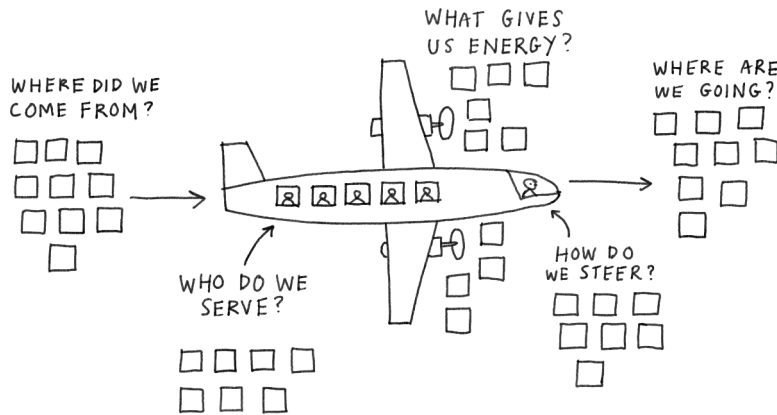 WHERE DID WE
COME FROM?
WHAT GIVES
US ENERGY?
WHERE ARE
WE GOING?
WHO DO WE
SERVE?
HOW DO
WE STEER?